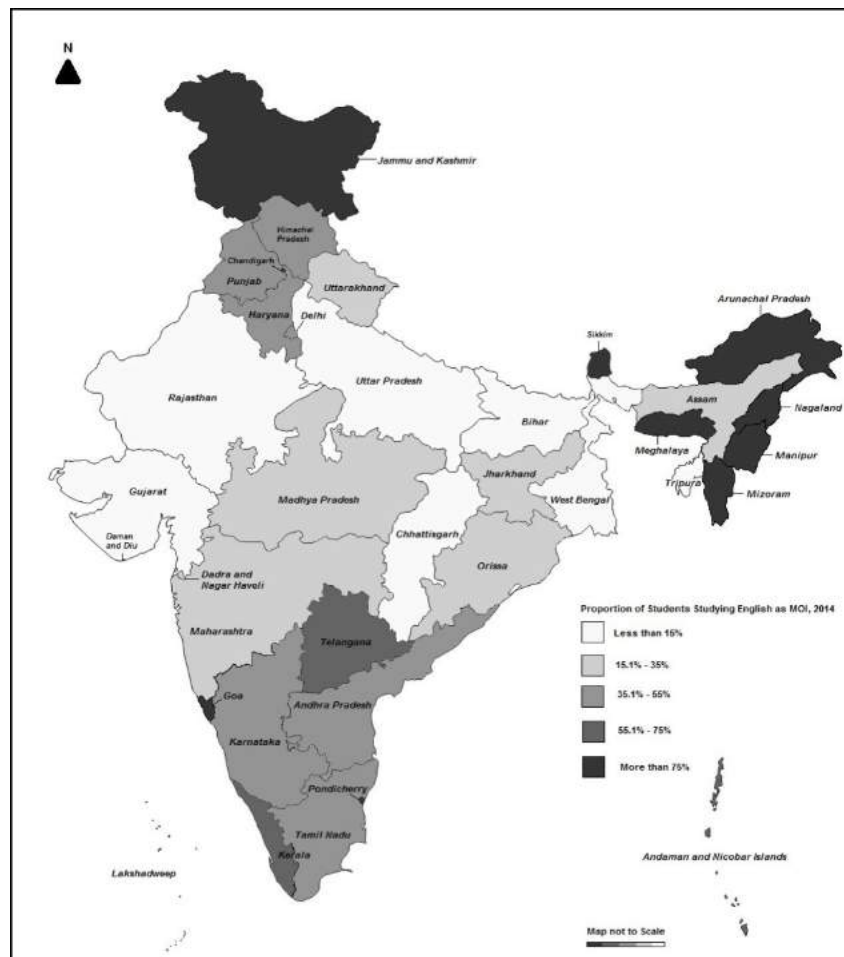 N
Jammu and Kashmir
Himachal
Pradesh
Chandigarh
Punjab
Uttarakhand
Haryana
Delhi
Arunachal Pradesh
Sikkim
Rajasthan
Uttar Pradesh
Assam
Nagaland
Bihar
Meghalaya
Manipur
Jharkhand
Tripura
Mizoram
Gujarat
Madhya Pradesh
West Bengal
Chhattisgarh
Daman
and Diu
Orissa
Dadra and
Nagar Haveli
Maharashtra
Telangana
Proportion of Students Studying English as MOI, 2014
Less than 15%
15.1% - 35%
35.1% - 55%
55.1% - 75%
More than 75%
Goa
Andhra Pradesh
Karnataka
Pondicherry
Tamil Nadu
Kerala
Lakshadweep
Andaman and Nicobar Islands
Map not to Scale